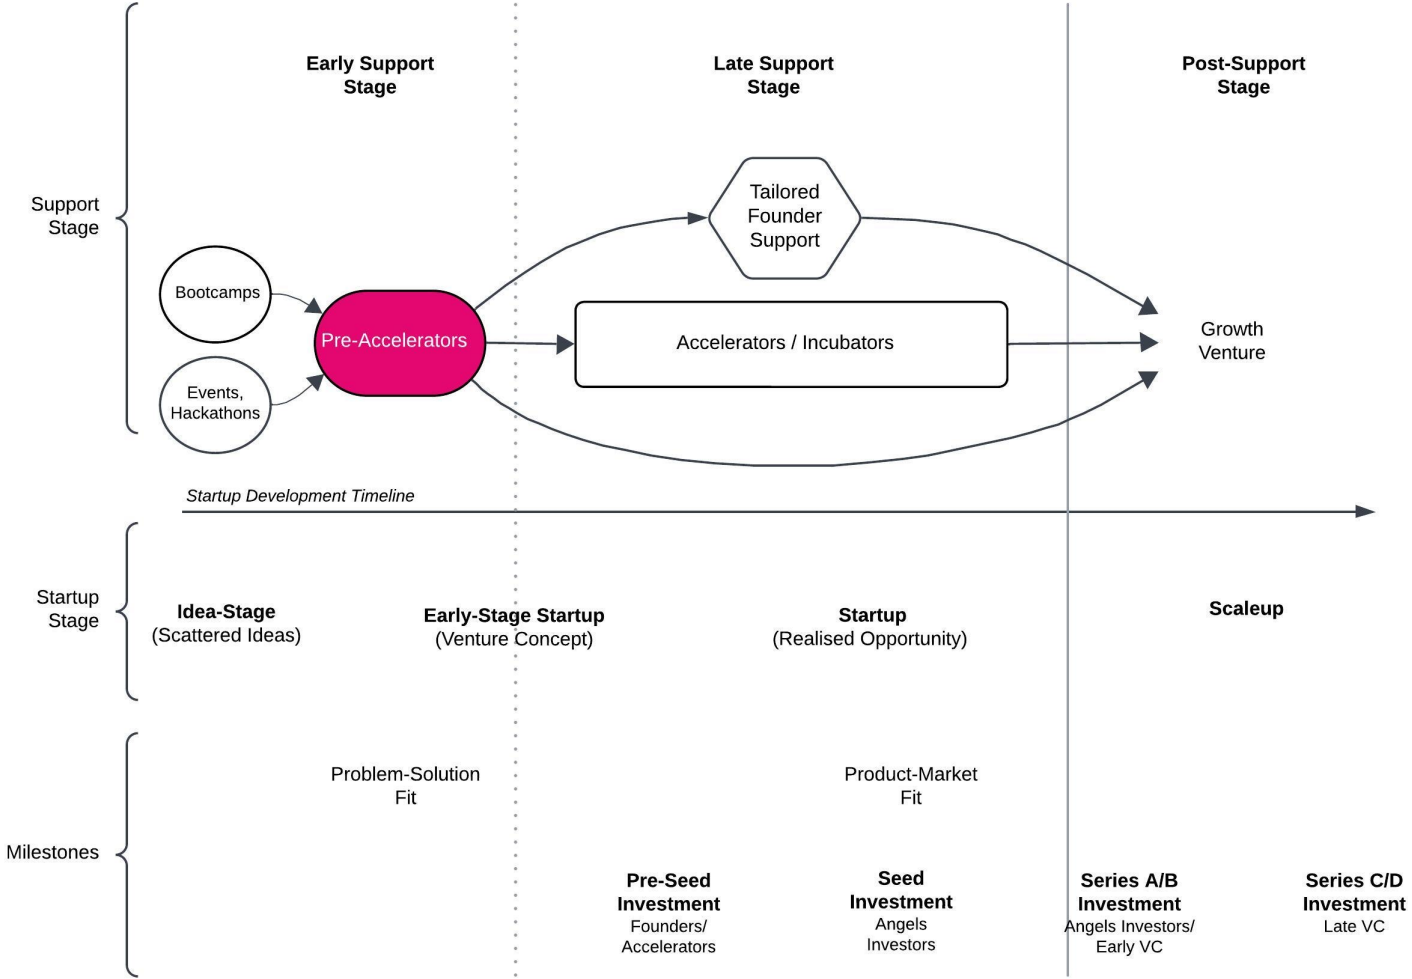 Early Support
Stage
Late Support
Stage
Post-Support
Stage
Support
Stage
Tailored
Founder
Support
Bootcamps
Pre-Accelerators
Accelerators / Incubators
Growth
Venture
Events,
Hackathons
Startup Development Timeline
Startup
Stage
Idea-Stage
(Scattered Ideas)
Early-Stage Startup
(Venture Concept)
Startup
(Realised Opportunity)
Scaleup
Milestones
Problem-Solution
Fit
Product-Market
Fit
Pre-Seed
Investment
Founders/
Accelerators
Seed
Investment
Angels
Investors
Series A/B
Investment
Angels Investors/
Early VC
Series C/D
Investment
Late VC